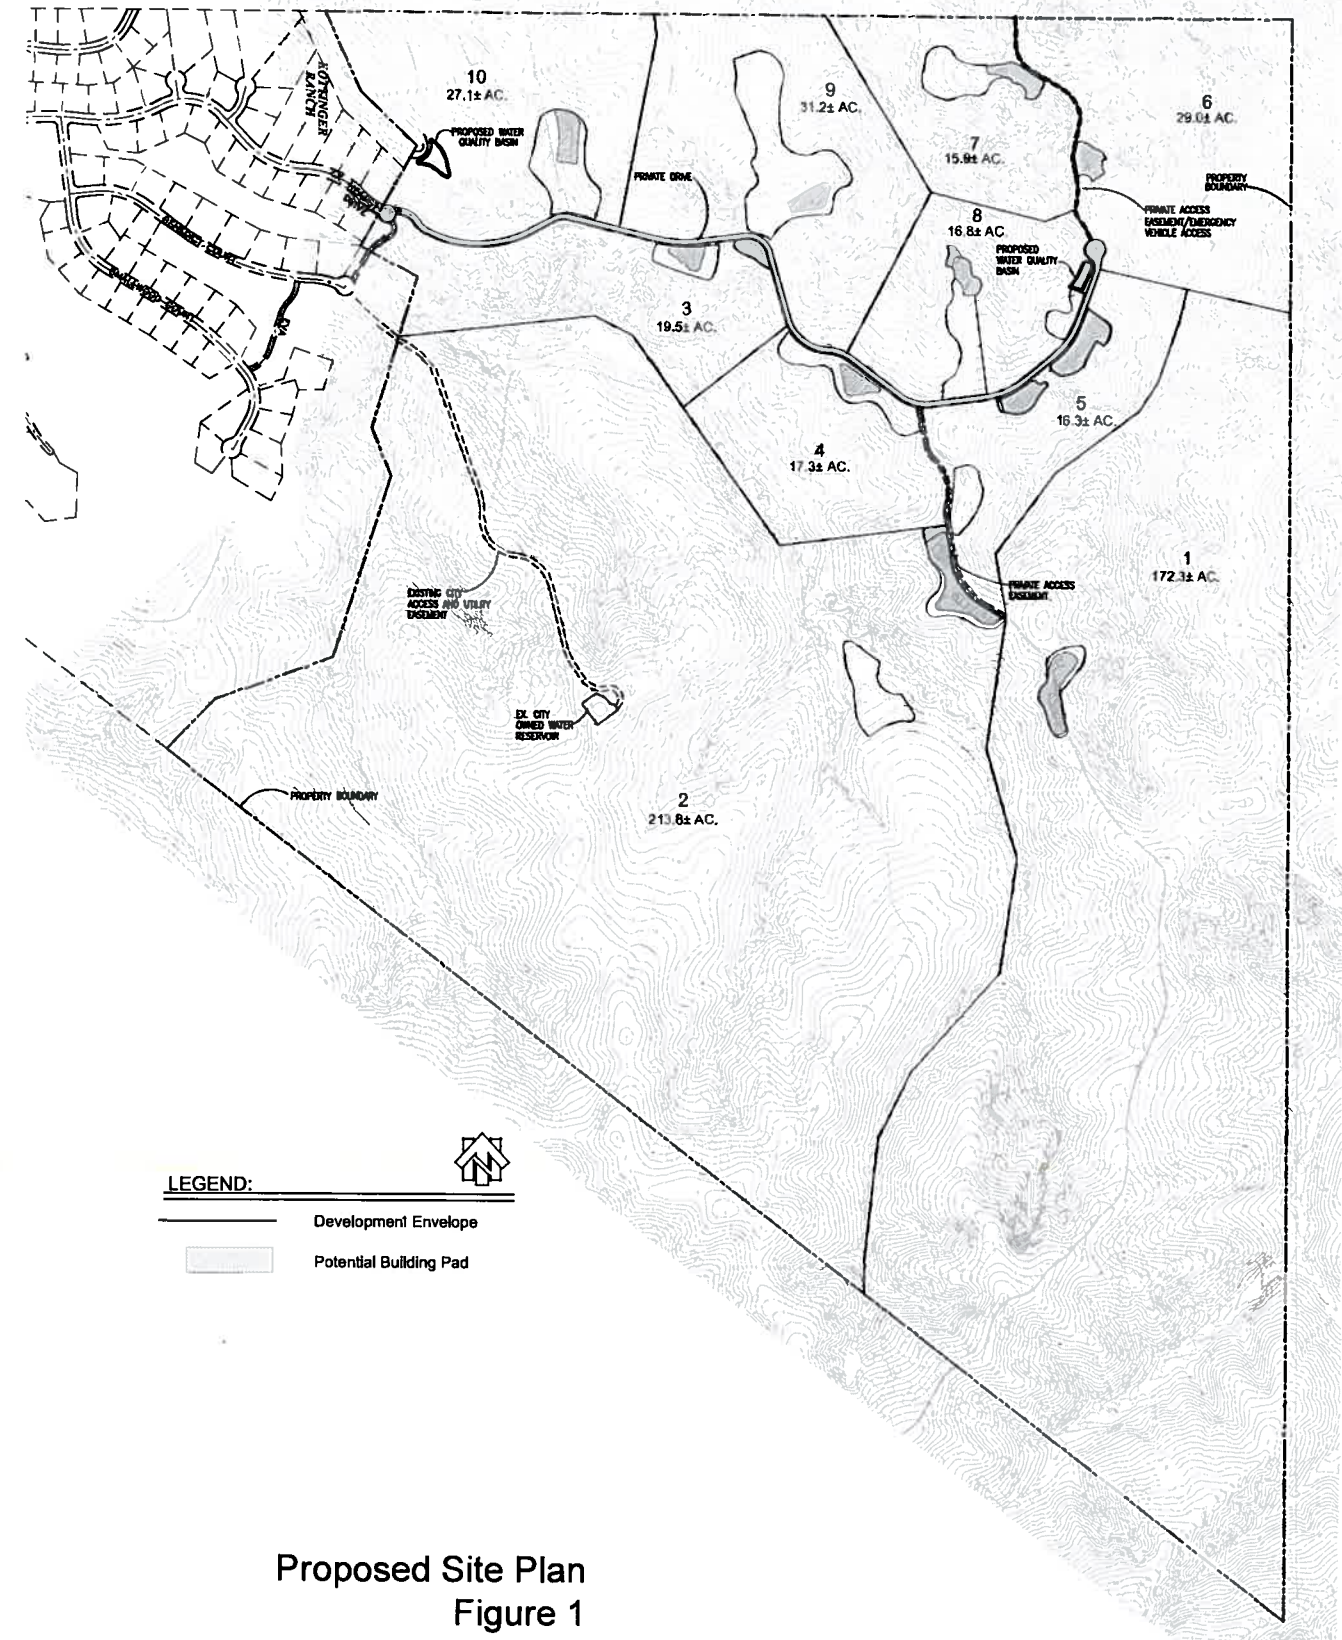 KOTTINGER
RANCH
10
27.1± AC.
PROPOSED WATER
QUALITY BASIN
9
31.2± AC.
PRIVATE DRIVE
7
15.9± AC.
6
29.0± AC.
PROPERTY
BOUNDARY
PRIVATE ACCESS
EASEMENT/EMERGENCY
VEHICLE ACCESS
8
16.8± AC.
PROPOSED
WATER QUALITY
BASIN
EVA
3
19.5± AC.
5
16.3± AC.
4
17.3± AC.
1
172.3± AC.
PRIVATE ACCESS
EASEMENT
EXISTING CITY
ACCESS AND UTILITY
EASEMENT
EX. CITY
OWNED WATER
RESERVOIR
PROPERTY BOUNDARY
2
213.8± AC.
LEGEND:
Development Envelope
Potential Building Pad
Proposed Site Plan
Figure 1